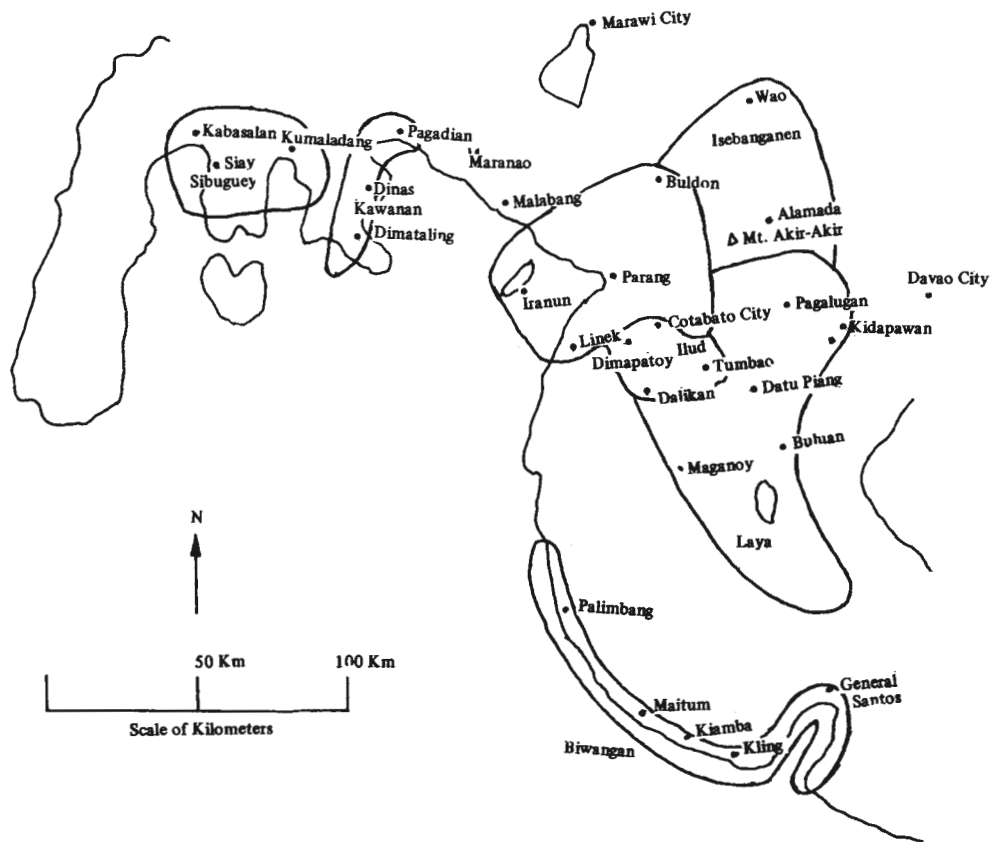 Marawi City
Wao
Isebanganen
Kabasalan
Kumaladang
Pagadian
Maranao
Siay
Sibuguey
Dinas
Kawanan
Dimataling
Malabang
Buldon
Alamada
Mt. Akir-Akir
Iranun
Parang
Davao City
Pagalugan
Kidapawan
Cotabato City
Linek
Ilud
Dimapatoy
Tumbao
Dalikan
Datu Piang
Buluan
Maganoy
Laya
N
Palimbang
50 Km
100 Km
Scale of Kilometers
General
Santos
Maitum
Kiamba
Kling
Biwangan